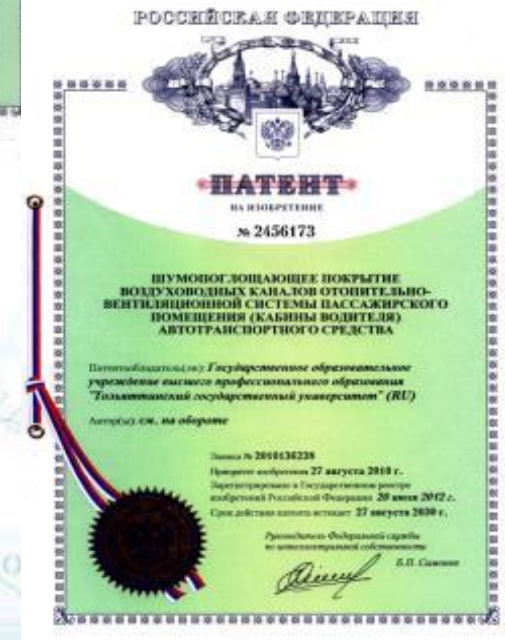 РОССИЙСКАЯ ФЕДЕРАЦИЯ
ПАТЕНТ
НА ИЗОБРЕТЕНИЕ
№ 2456173
ШУМОПОГЛОЩАЮЩЕЕ ПОКРЫТИЕ
ВОЗДУХОВОДНЫХ КАНАЛОВ ОТОПИТЕЛЬНО-
ВЕНТИЛЯЦИОННОЙ СИСТЕМЫ ПАССАЖИРСКОГО
ПОМЕЩЕНИЯ (КАБИНЫ ВОДИТЕЛЯ)
АВТОТРАНСПОРТНОГО СРЕДСТВА
Патентообладатель(ли): Государственное образовательное
учреждение высшего профессионального образования
"Тольяттинский государственный университет" (RU)
Автор(ы): см. на обороте
Заявка № 2010136228
Приоритет изобретения 27 августа 2010 г.
Зарегистрировано в Государственном реестре
изобретений Российской Федерации 20 июля 2012 г.
Срок действия патента истекает 27 августа 2030 г.
Руководитель Федеральной службы
по интеллектуальной собственности
Б.П. Симонов